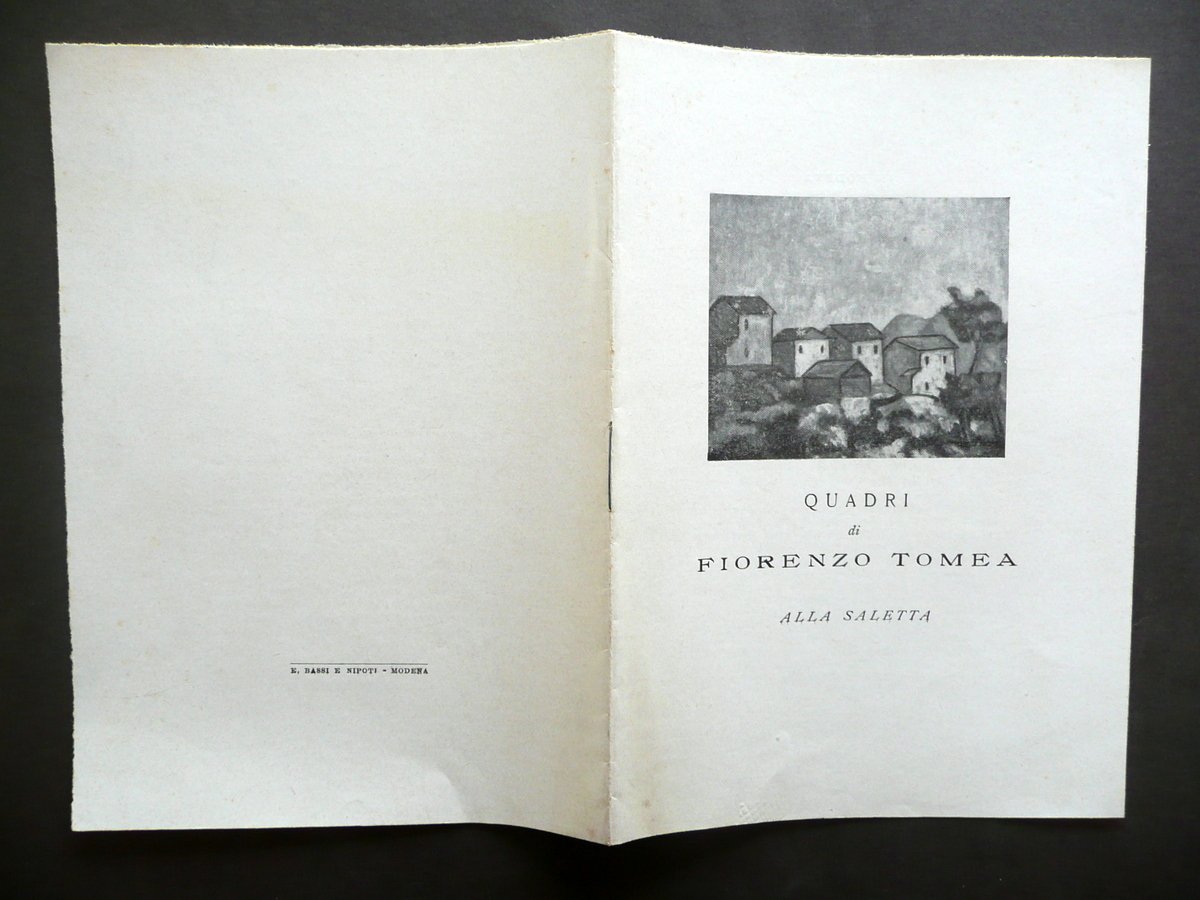 E. BASSI E NIPOTI - MODENA
QUADRI
di
FIORENZO TOMEA
ALLA SALETTA